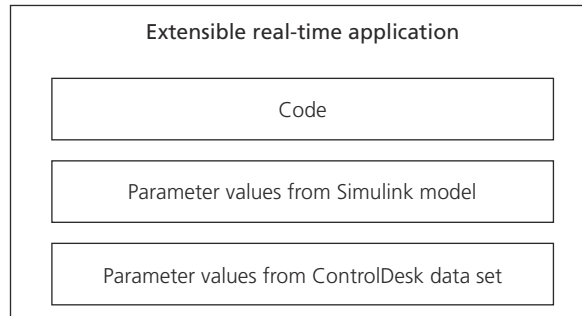 Extensible real-time application
Code
Parameter values from Simulink model
Parameter values from ControlDesk data set